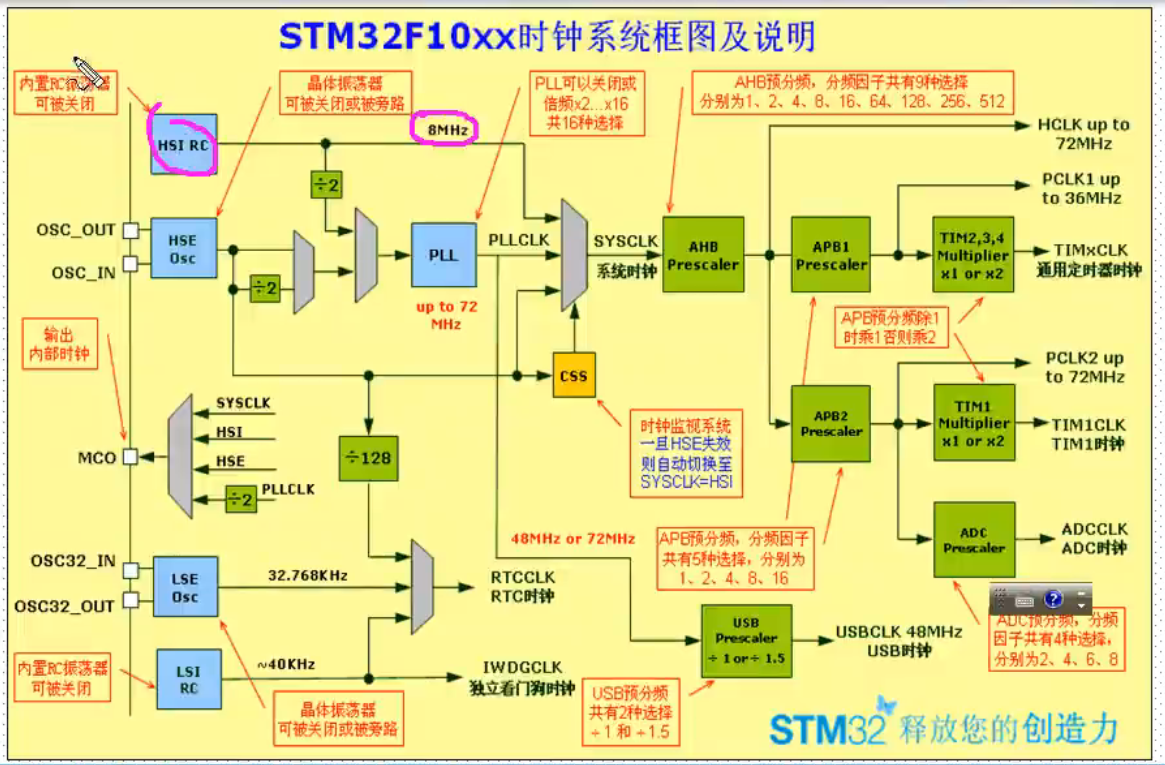 STM32F10xx时钟系统框图及说明
内置RC振荡器
可被关闭
晶体振荡器
可被关闭或被旁路
PLL可以关闭或
倍频x2...x16
共16种选择
AHB预分频，分频因子共有9种选择
分别为1、2、4、8、16、64、128、256、512
HSI RC
8MHz
÷2
HCLK up to
72MHz
PCLK1 up
to 36MHz
OSC_OUT
OSC_IN
HSE
Osc
÷2
PLL
up to 72
MHz
PLLCLK
SYSCLK
系统时钟
AHB
Prescaler
APB1
Prescaler
TIM2,3,4
Multiplier
x1 or x2
TIMxCLK
通用定时器时钟
APB预分频除1
时乘1否则乘2
输出
内部时钟
CSS
PCLK2 up
to 72MHz
APB2
Prescaler
TIM1
Multiplier
x1 or x2
TIM1CLK
TIM1时钟
时钟监视系统
一旦HSE失效
则自动切换至
SYSCLK=HSI
MCO
SYSCLK
HSI
HSE
÷2
PLLCLK
÷128
48MHz or 72MHz
APB预分频，分频因子
共有5种选择，分别为
1、2、4、8、16
ADC
Prescaler
ADCCLK
ADC时钟
OSC32_IN
OSC32_OUT
LSE
Osc
32.768KHz
RTCCLK
RTC时钟
USB
Prescaler
÷ 1 or ÷ 1.5
USBCLK 48MHz
USB时钟
ADC预分频，分频
因子共有4种选择，
分别为2、4、6、8
内置RC振荡器
可被关闭
LSI
RC
~40KHz
IWDGCLK
独立看门狗时钟
晶体振荡器
可被关闭或被旁路
USB预分频
共有2种选择
÷1 和 ÷1.5
STM32 释放您的创造力